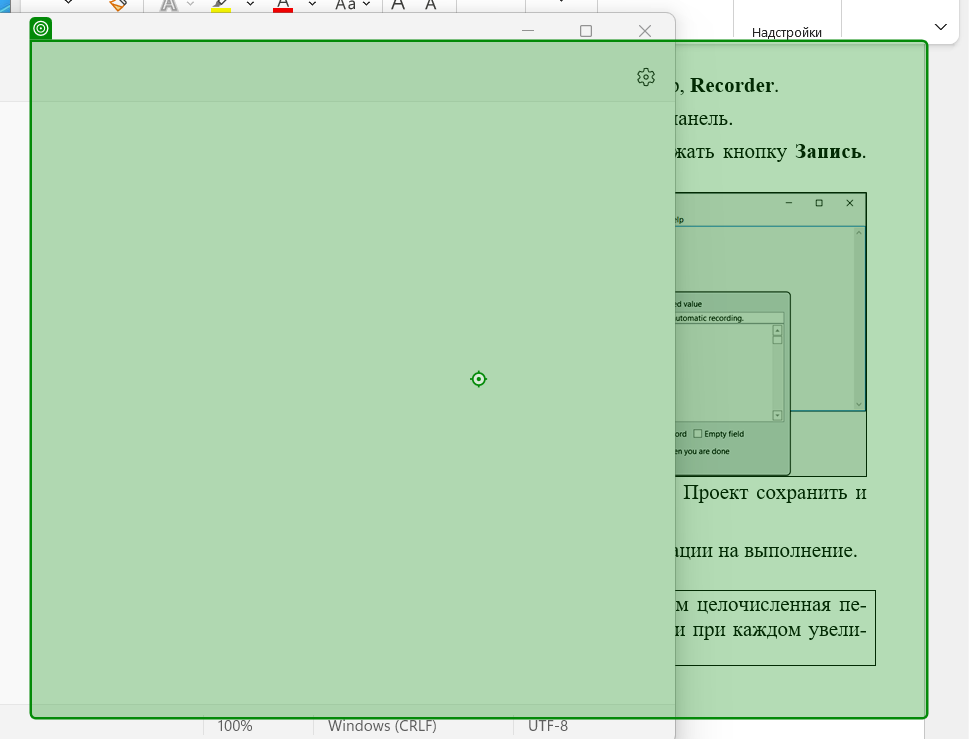 Aa
A
A
Надстройки
Recorder.
панель.
жать кнопку Запись.
elp
ed value
automatic recording.
ord Empty field
en you are done
Проект сохранить и
ации на выполнение.
м целочисленная пе-
и при каждом увели-
100% Windows (CRLF) UTF-8